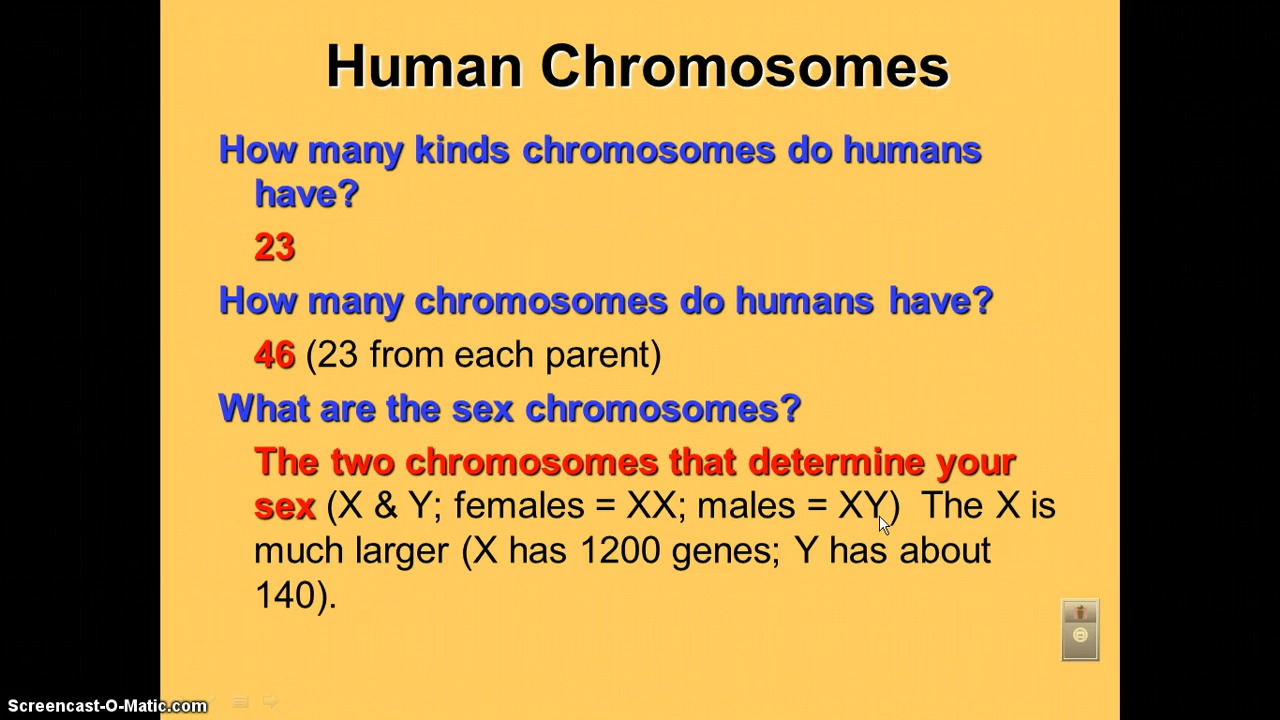 Human Chromosomes
How many kinds chromosomes do humans
have?
23
How many chromosomes do humans have?
46 (23 from each parent)
What are the sex chromosomes?
The two chromosomes that determine your
sex (X & Y; females = XX; males = XY)  The X is
much larger (X has 1200 genes; Y has about
140).
Screencast-O-Matic.com